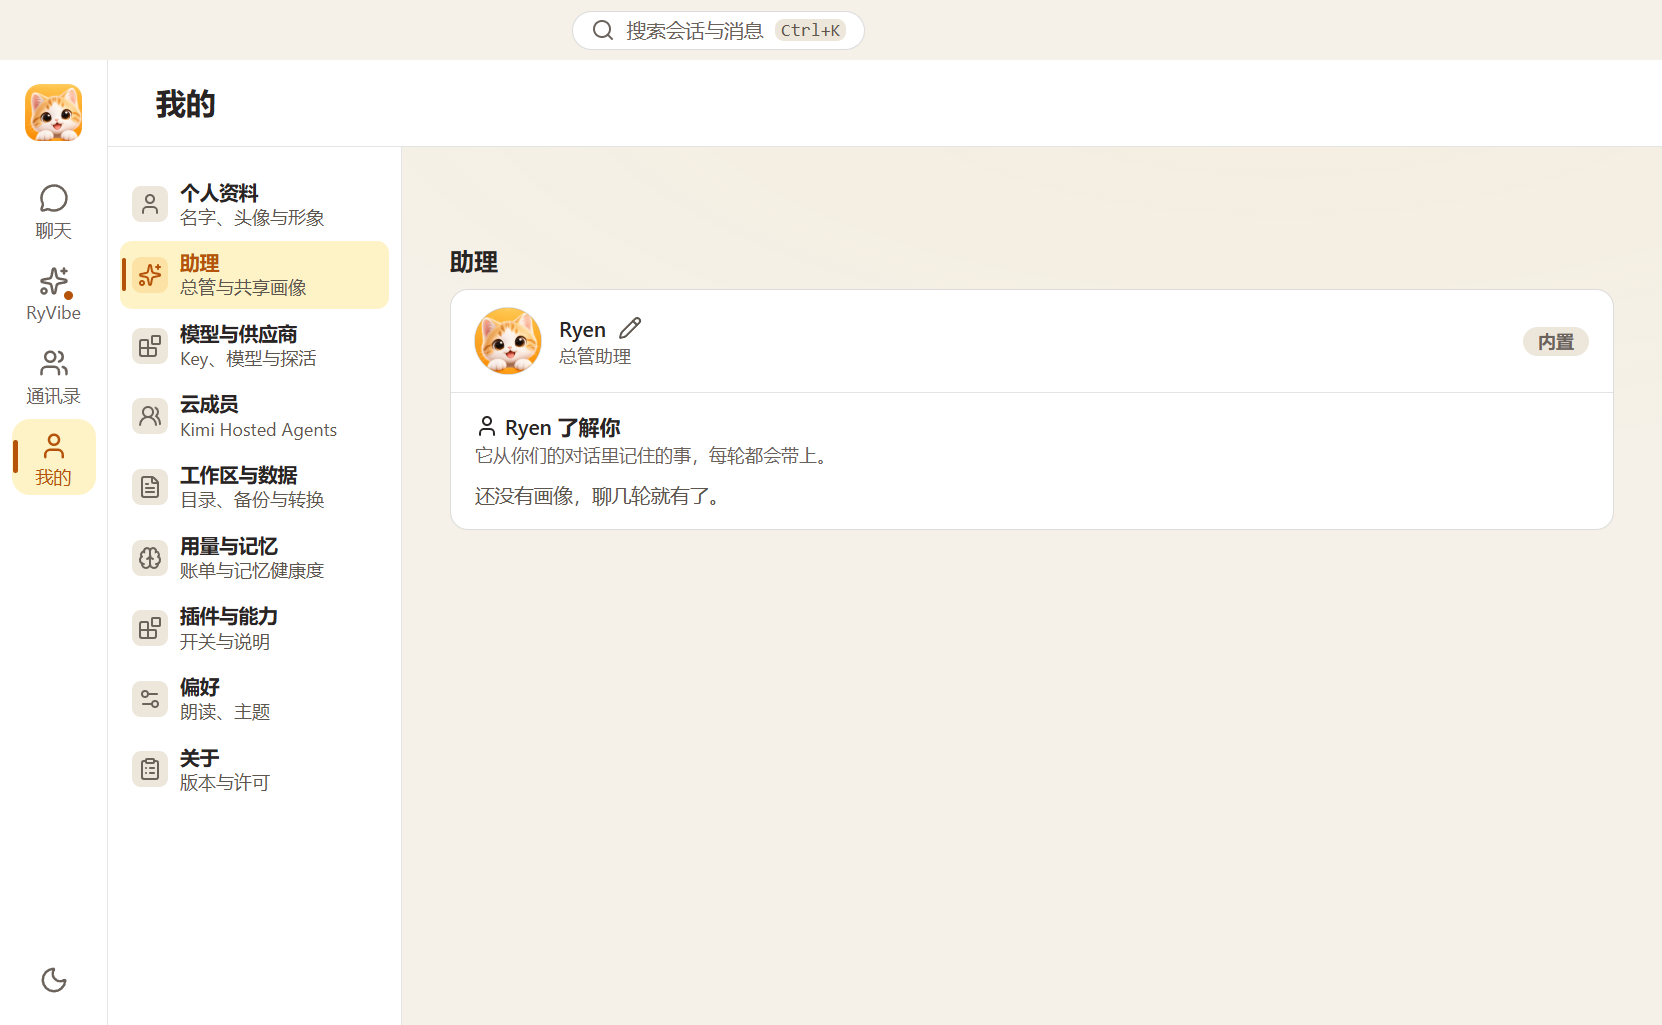 搜索会话与消息 Ctrl+K
聊天
RyVibe
通讯录
我的
我的
个人资料
名字、头像与形象
助理
总管与共享画像
模型与供应商
Key、模型与探活
云成员
Kimi Hosted Agents
工作区与数据
目录、备份与转换
用量与记忆
账单与记忆健康度
插件与能力
开关与说明
偏好
朗读、主题
关于
版本与许可
助理
Ryen
总管助理
内置
Ryen 了解你
它从你们的对话里记住的事，每轮都会带上。
还没有画像，聊几轮就有了。